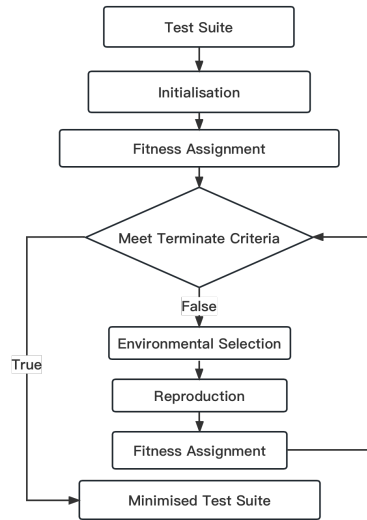 Test Suite
Initialisation
Fitness Assignment
Meet Terminate Criteria
False
Environmental Selection
True
Reproduction
Fitness Assignment
Minimised Test Suite